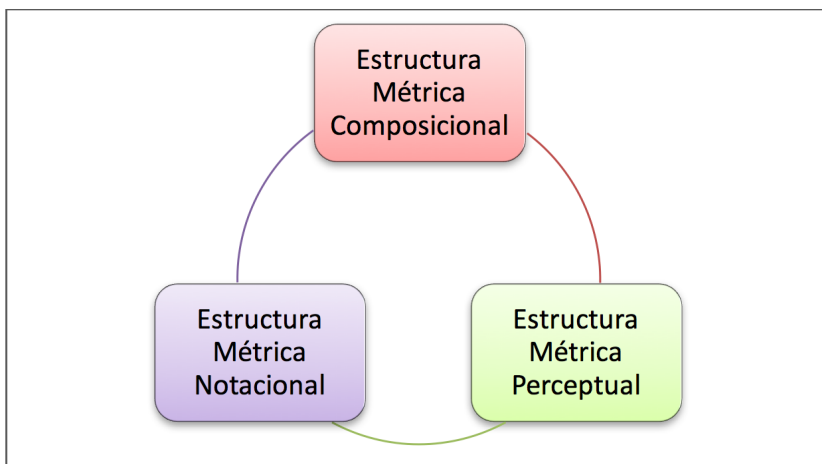 Estructura
Métrica
Composicional
Estructura
Métrica
Notacional
Estructura
Métrica
Perceptual